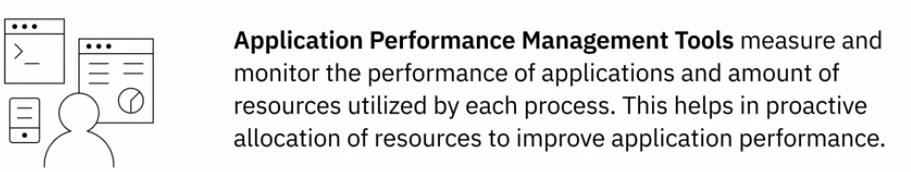 Application Performance Management Tools measure and
monitor the performance of applications and amount of
resources utilized by each process. This helps in proactive
allocation of resources to improve application performance.